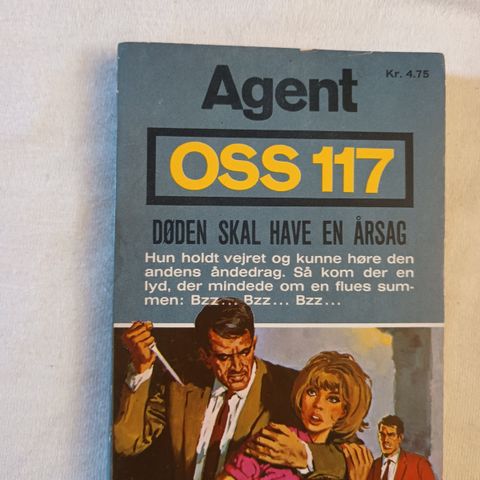 Agent
Kr. 4.75
OSS 117
DØDEN SKAL HAVE EN ÅRSAG
Hun holdt vejret og kunne høre den
andens åndedrag. Så kom der en
lyd, der mindede om en flues sum-
men: Bzz... Bzz... Bzz...